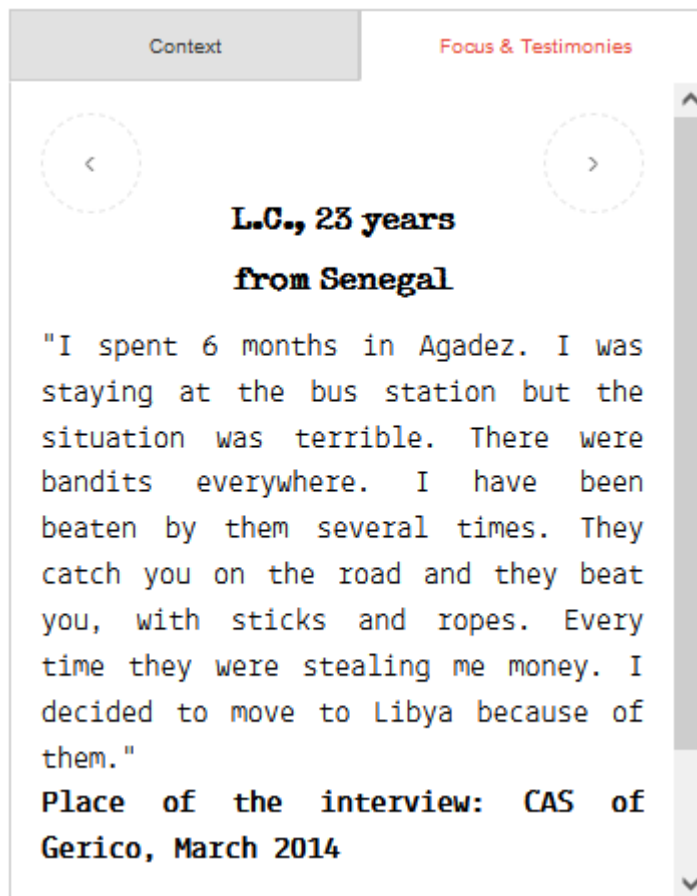 Context
Focus & Testimonies
L.C., 23 years
from Senegal
"I spent 6 months in Agadez. I was
staying at the bus station but the
situation was terrible. There were
bandits everywhere. I have been
beaten by them several times. They
catch you on the road and they beat
you, with sticks and ropes. Every
time they were stealing me money. I
decided to move to Libya because of
them."
Place of the interview: CAS of
Gerico, March 2014